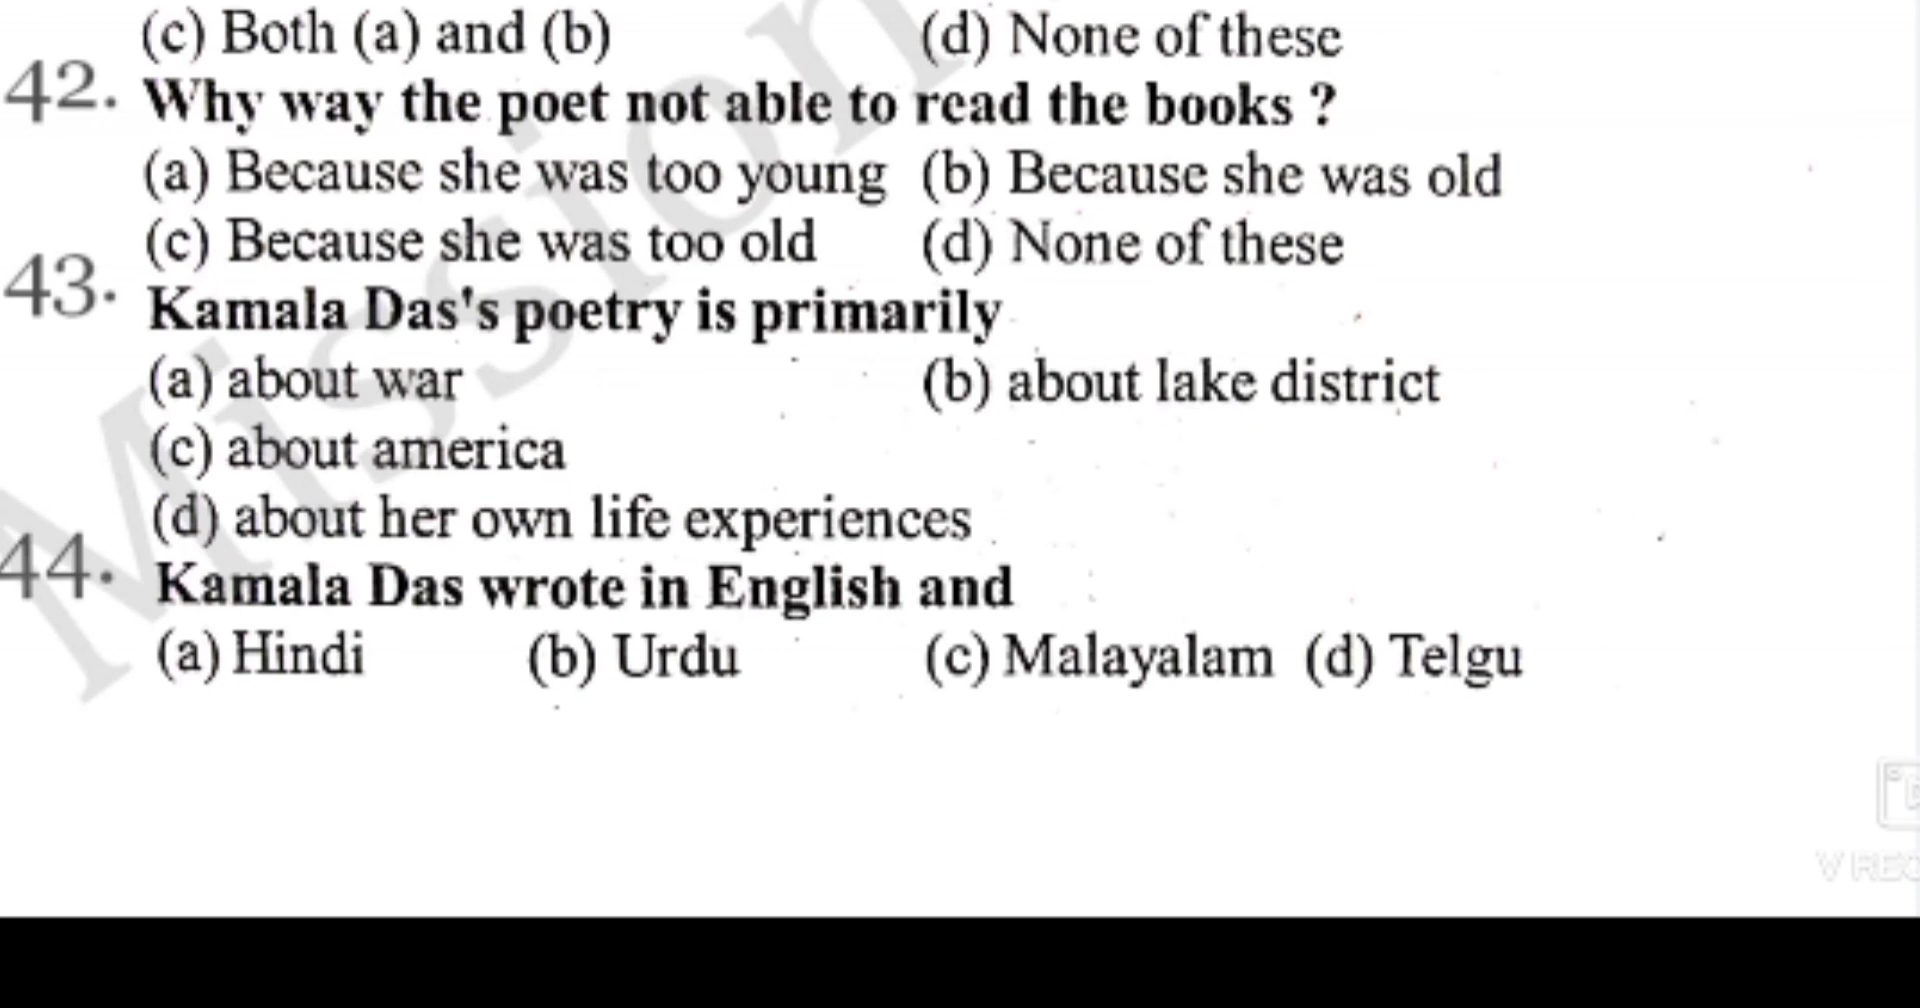 (c) Both (a) and (b) (d) None of these
42. Why way the poet not able to read the books ?
(a) Because she was too young (b) Because she was old
(c) Because she was too old (d) None of these
43. Kamala Das's poetry is primarily
(a) about war (b) about lake district
(c) about america
(d) about her own life experiences
44. Kamala Das wrote in English and
(a) Hindi (b) Urdu (c) Malayalam (d) Telgu
Mission